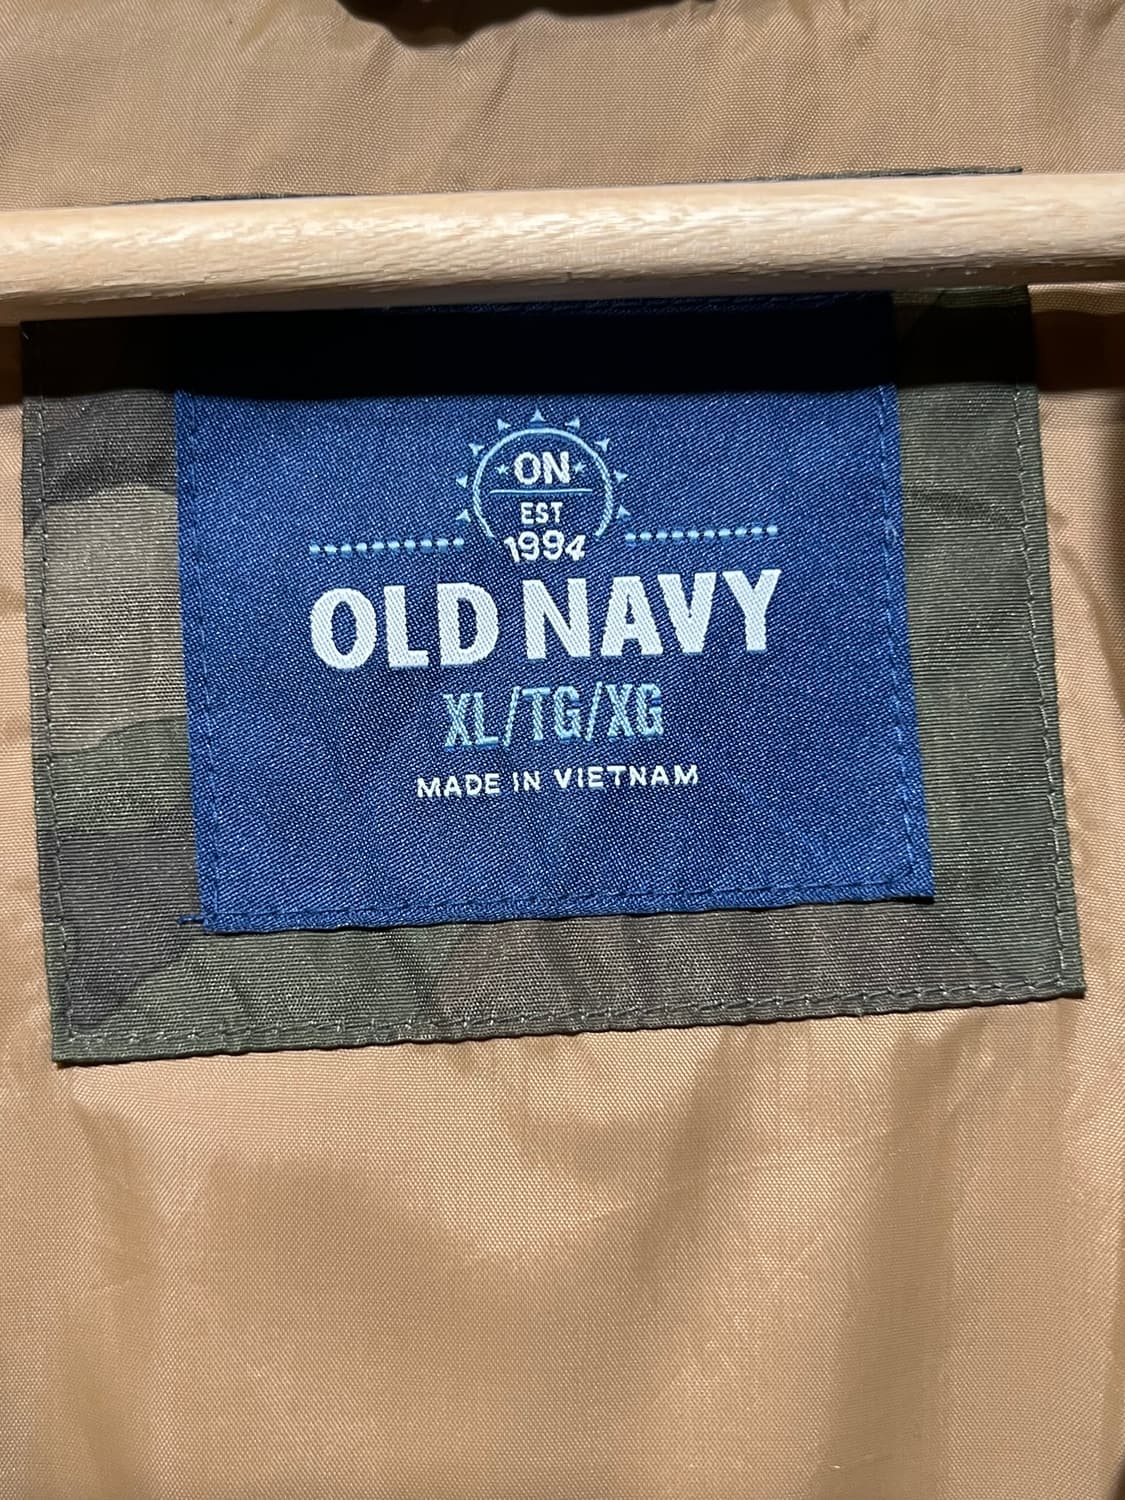 ON
EST
1994
OLD NAVY
XL/TG/XG
MADE IN VIETNAM